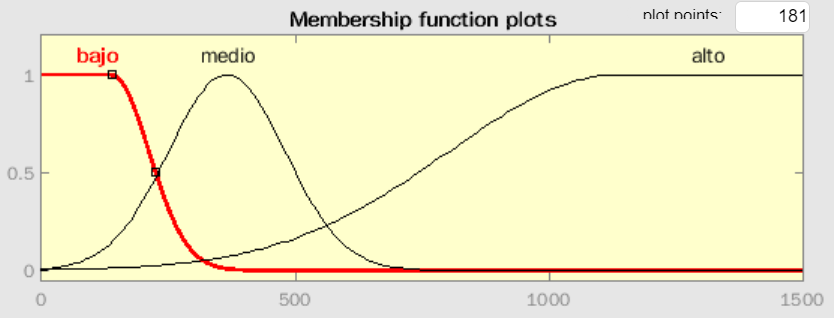 Membership function plots
plot points: 181
bajo medio alto
1
0.5
0
0 500 1000 1500